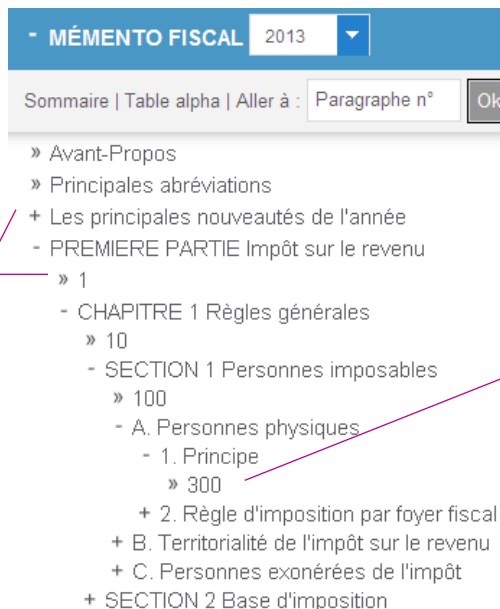 - MÉMENTO FISCAL 2013
Sommaire | Table alpha | Aller à : Paragraphe n° Ok
» Avant-Propos
» Principales abréviations
+ Les principales nouveautés de l'année
- PREMIERE PARTIE Impôt sur le revenu
» 1
- CHAPITRE 1 Règles générales
» 10
- SECTION 1 Personnes imposables
» 100
- A. Personnes physiques
- 1. Principe
» 300
+ 2. Règle d'imposition par foyer fiscal
+ B. Territorialité de l'impôt sur le revenu
+ C. Personnes exonérées de l'impôt
+ SECTION 2 Base d'imposition